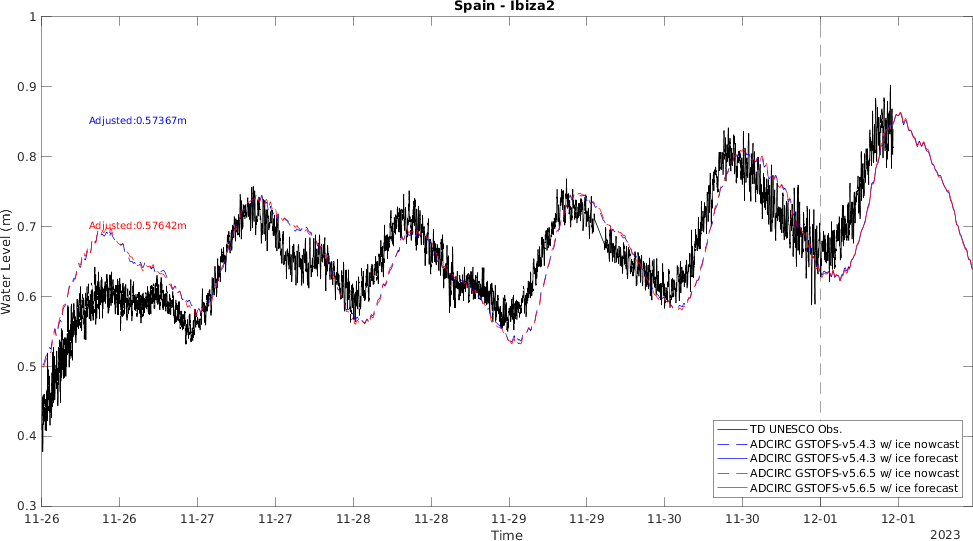 Spain - Ibiza2
1
0.9
0.8
0.7
0.6
0.5
0.4
0.3
Water Level (m)
Adjusted:0.57367m
Adjusted:0.57642m
TD UNESCO Obs.
ADCIRC GSTOFS-v5.4.3 w/ ice nowcast
ADCIRC GSTOFS-v5.4.3 w/ ice forecast
ADCIRC GSTOFS-v5.6.5 w/ ice nowcast
ADCIRC GSTOFS-v5.6.5 w/ ice forecast
11-26 11-26 11-27 11-27 11-28 11-28 11-29 11-29 11-30 11-30 12-01 12-01
Time
2023